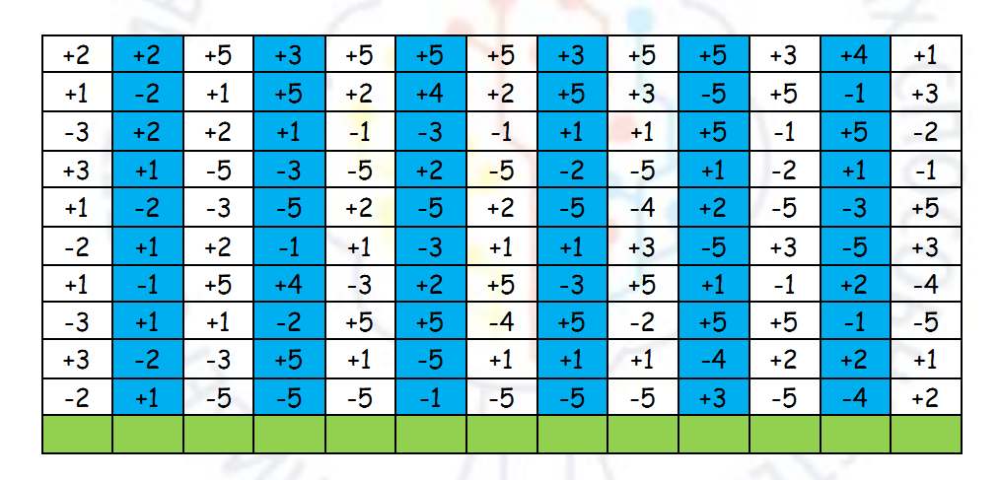 +2 +2 +5 +3 +5 +5 +5 +3 +5 +5 +3 +4 +1
+1 -2 +1 +5 +2 +4 +2 +5 +3 -5 +5 -1 +3
-3 +2 +2 +1 -1 -3 -1 +1 +1 +5 -1 +5 -2
+3 +1 -5 -3 -5 +2 -5 -2 -5 +1 -2 +1 -1
+1 -2 -3 -5 +2 -5 +2 -5 -4 +2 -5 -3 +5
-2 +1 +2 -1 +1 -3 +1 +1 +3 -5 +3 -5 +3
+1 -1 +5 +4 -3 +2 +5 -3 +5 +1 -1 +2 -4
-3 +1 +1 -2 +5 +5 -4 +5 -2 +5 +5 -1 -5
+3 -2 -3 +5 +1 -5 +1 +1 +1 -4 +2 +2 +1
-2 +1 -5 -5 -5 -1 -5 -5 -5 +3 -5 -4 +2